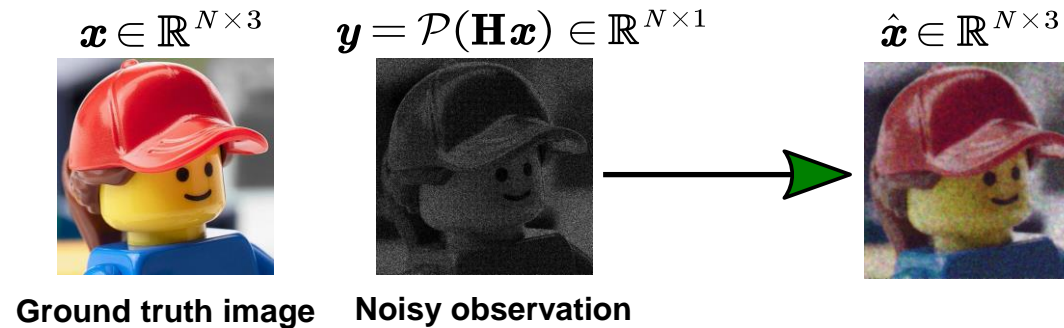 𝒙 ∈ ℝ^{N×3}
𝒚 = 𝒫(𝐇𝒙) ∈ ℝ^{N×1}
𝒙̂ ∈ ℝ^{N×3}
Ground truth image
Noisy observation